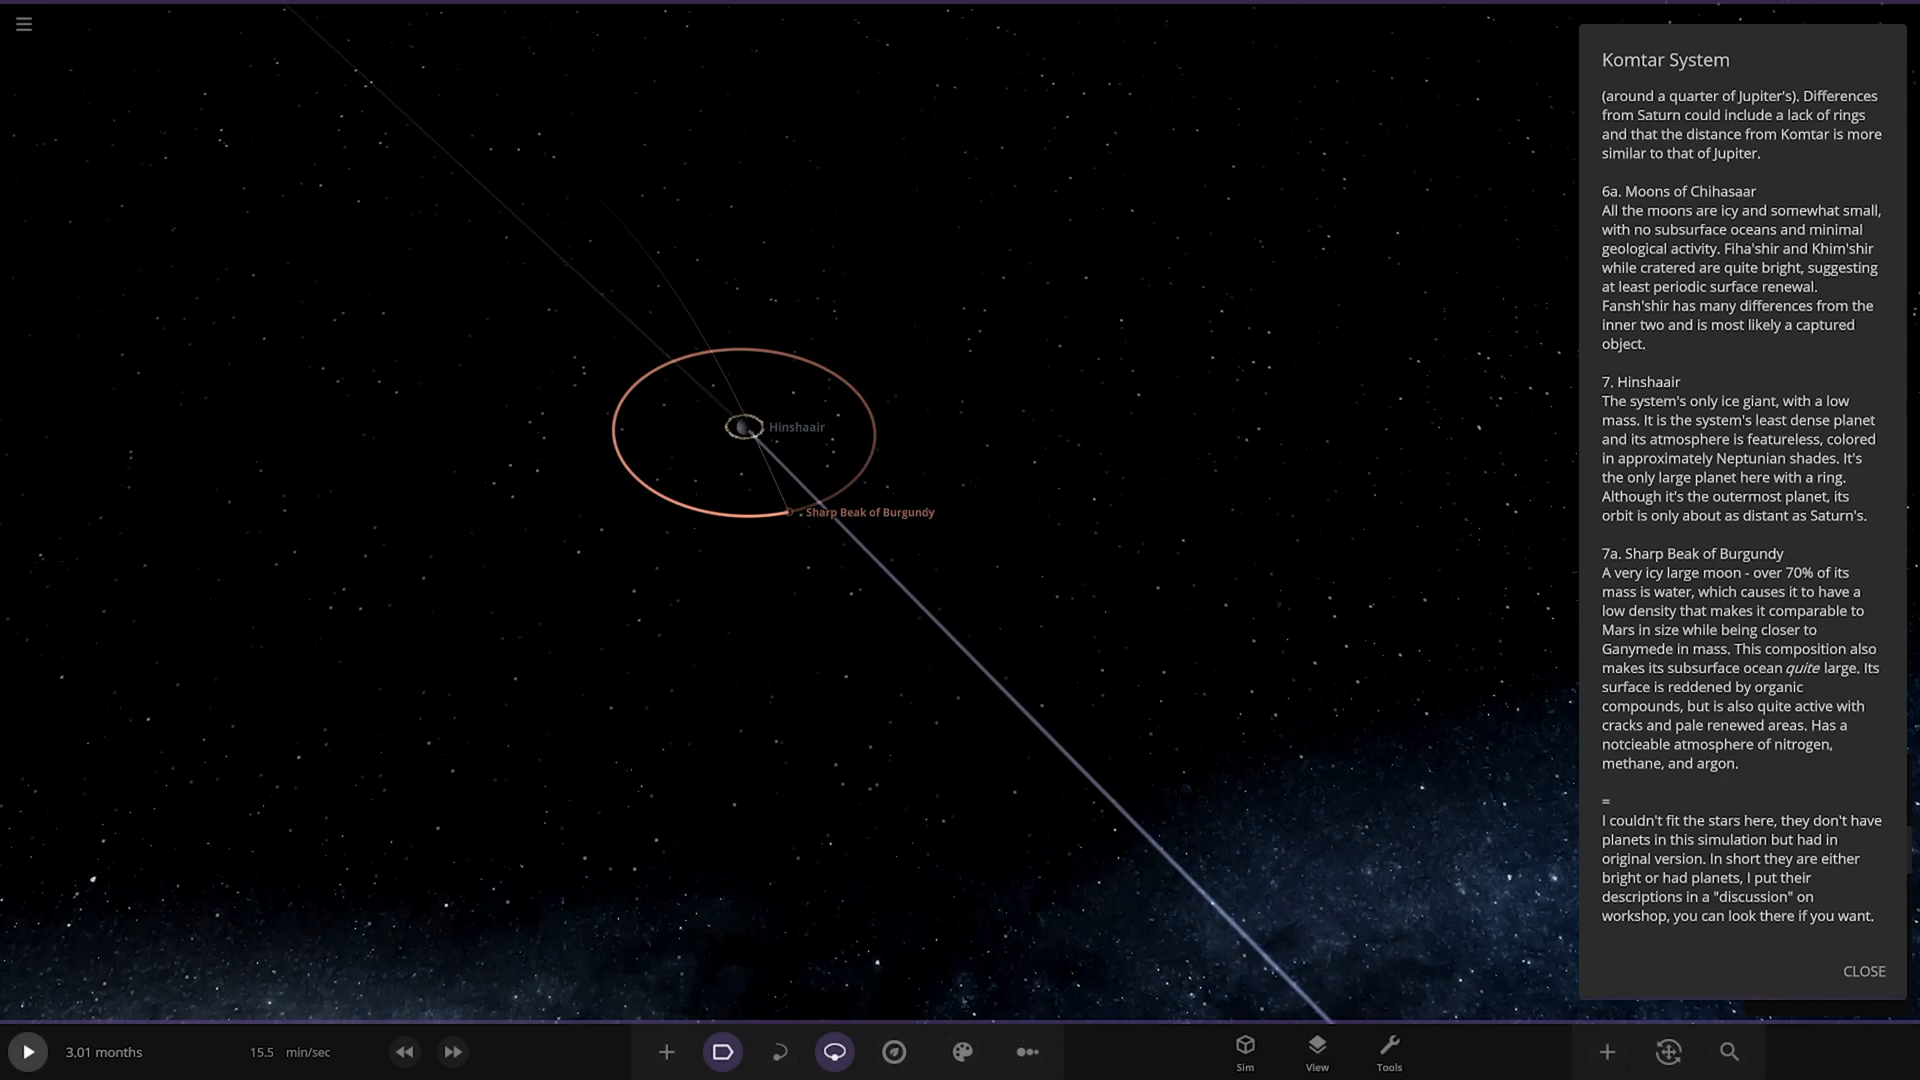 Komtar System
(around a quarter of Jupiter's). Differences
from Saturn could include a lack of rings
and that the distance from Komtar is more
similar to that of Jupiter.
6a. Moons of Chihasaar
All the moons are icy and somewhat small,
with no subsurface oceans and minimal
geological activity. Fiha'shir and Khim'shir
while cratered are quite bright, suggesting
at least periodic surface renewal.
Fansh'shir has many differences from the
inner two and is most likely a captured
object.
7. Hinshaair
The system's only ice giant, with a low
mass. It is the system's least dense planet
and its atmosphere is featureless, colored
in approximately Neptunian shades. It's
the only large planet here with a ring.
Although it's the outermost planet, its
orbit is only about as distant as Saturn's.
7a. Sharp Beak of Burgundy
A very icy large moon - over 70% of its
mass is water, which causes it to have a
low density that makes it comparable to
Mars in size while being closer to
Ganymede in mass. This composition also
makes its subsurface ocean quite large. Its
surface is reddened by organic
compounds, but is also quite active with
cracks and pale renewed areas. Has a
notcieable atmosphere of nitrogen,
methane, and argon.
=
I couldn't fit the stars here, they don't have
planets in this simulation but had in
original version. In short they are either
bright or had planets, I put their
descriptions in a "discussion" on
workshop, you can look there if you want.
CLOSE
Hinshaair
Sharp Beak of Burgundy
3.01 months
15.5 min/sec
Sim
View
Tools